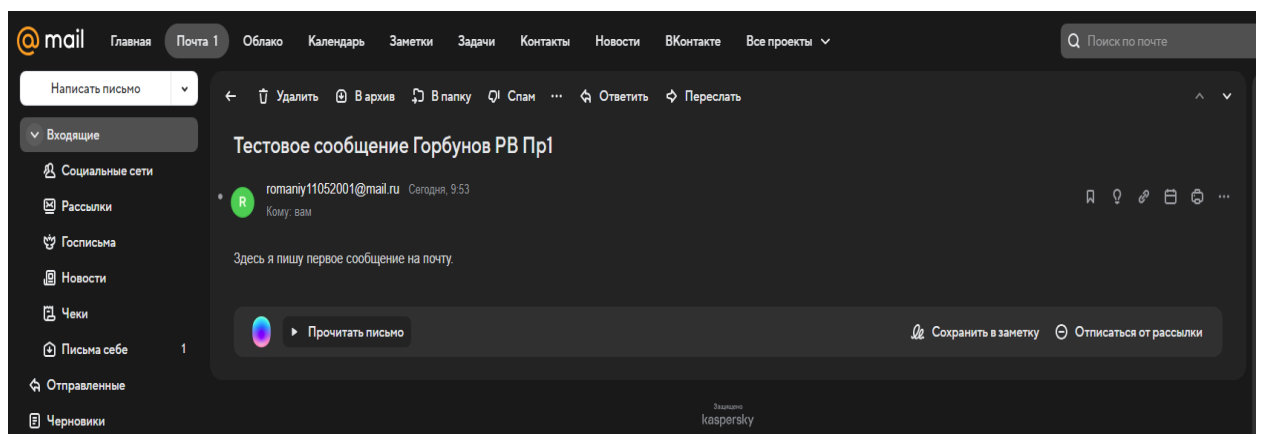 @mail Главная Почта 1 Облако Календарь Заметки Задачи Контакты Новости ВКонтакте Все проекты Поиск по почте
Написать письмо
Удалить В архив В папку Спам ... Ответить Переслать
Входящие
Социальные сети
Рассылки
Госписьма
Новости
Чеки
Письма себе 1
Отправленные
Черновики
Тестовое сообщение Горбунов РВ Пр1
R
romaniy11052001@mail.ru Сегодня, 9:53
Кому: вам
Здесь я пишу первое сообщение на почту.
Прочитать письмо Сохранить в заметку Отписаться от рассылки
Защищено
kaspersky